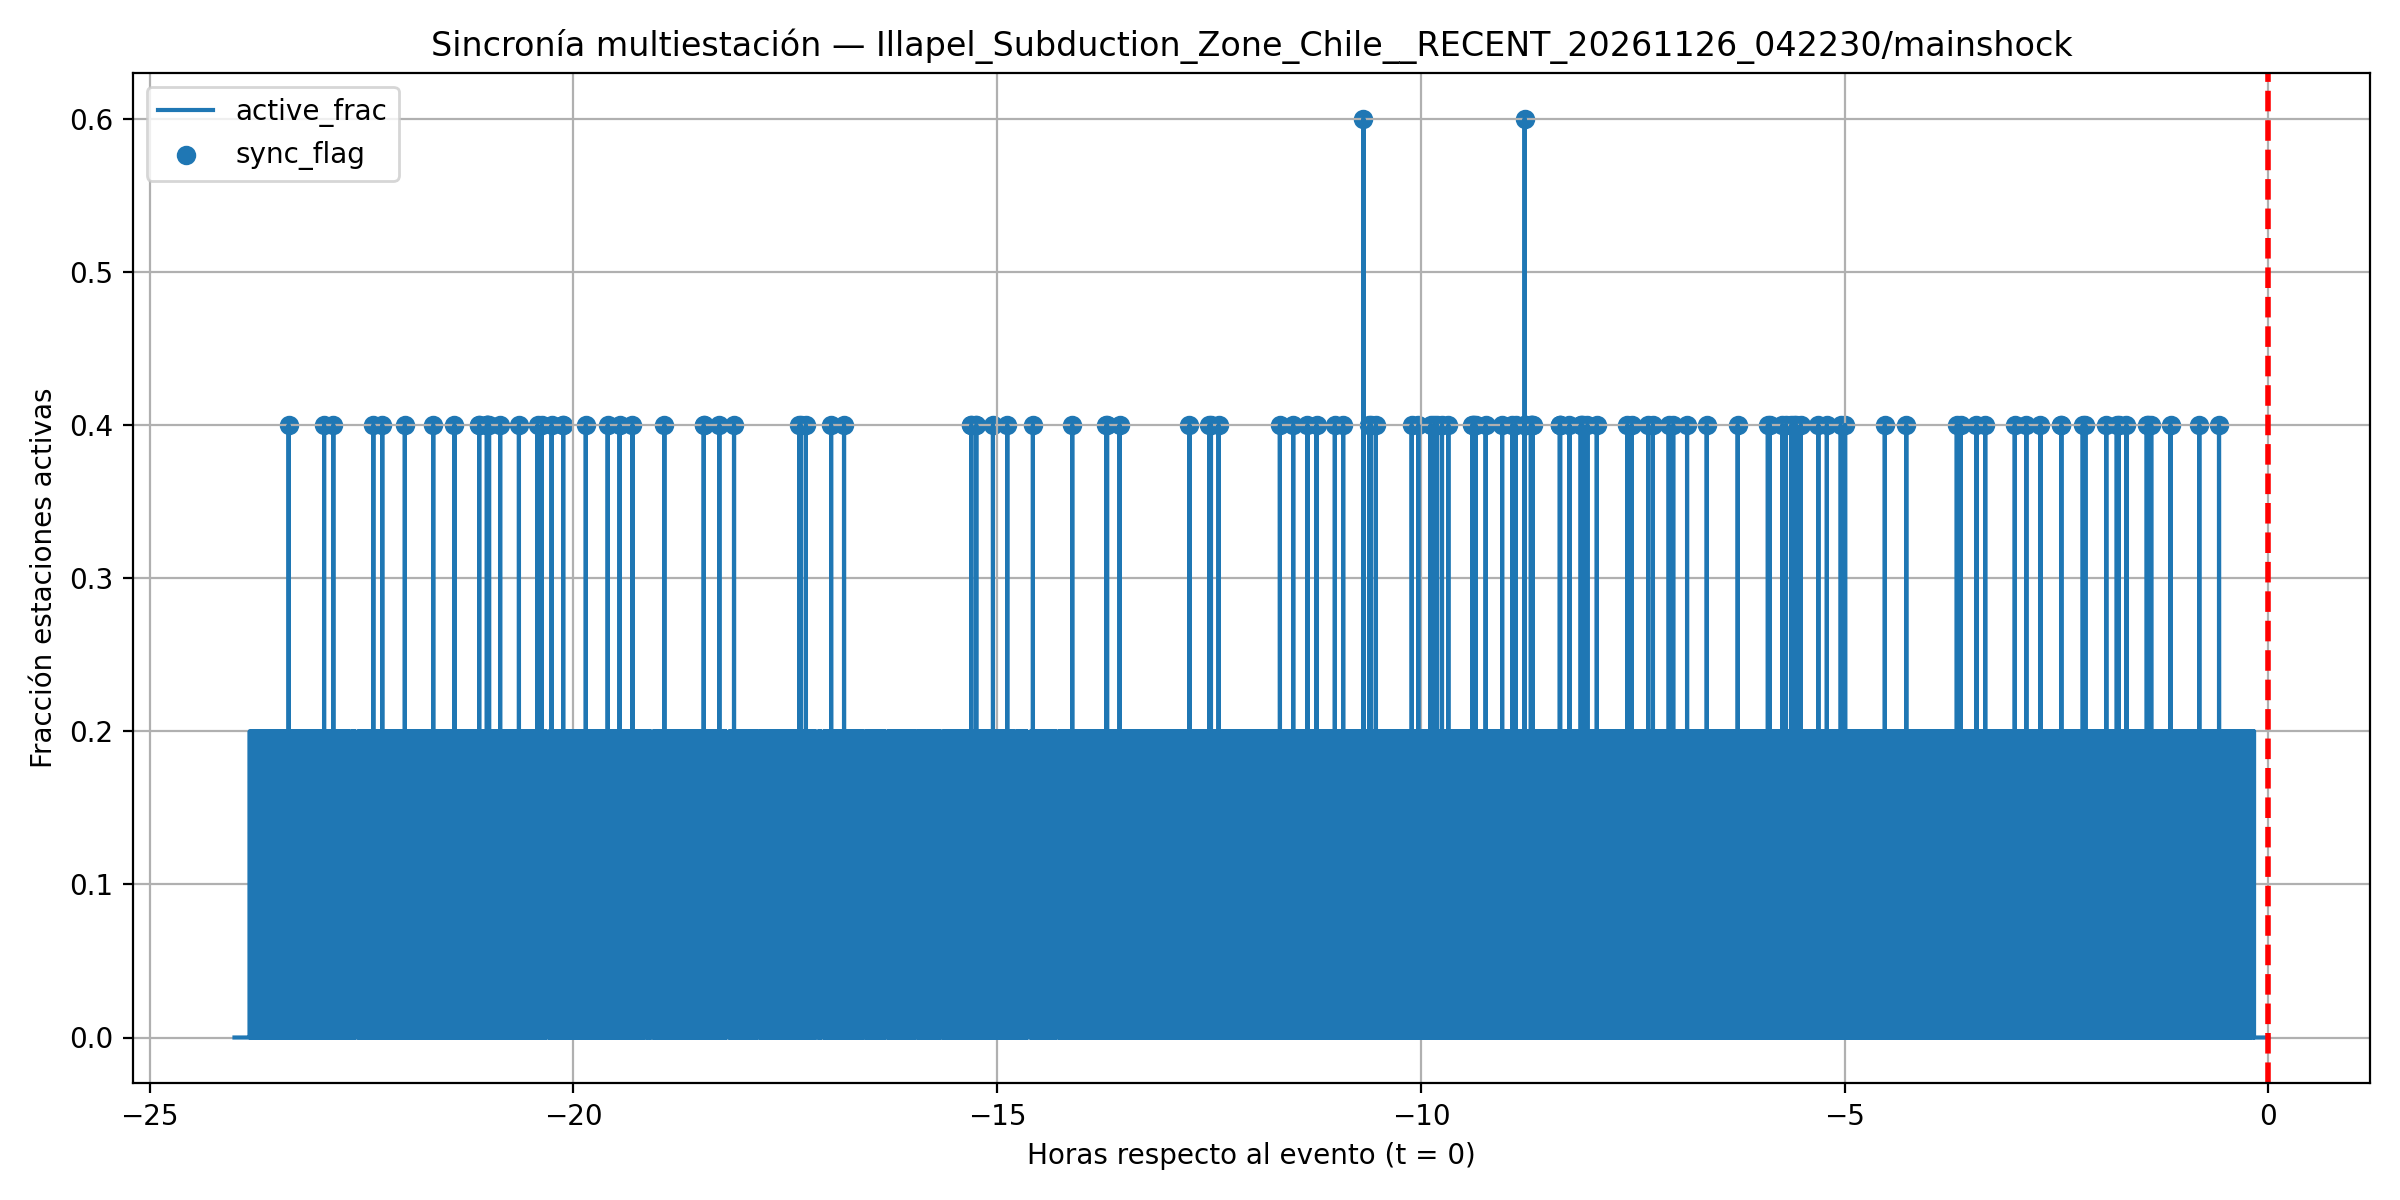 Sincronía multiestación — Illapel_Subduction_Zone_Chile__RECENT_20261126_042230/mainshock
active_frac
sync_flag
Fracción estaciones activas
0.6
0.5
0.4
0.3
0.2
0.1
0.0
−25
−20
−15
−10
−5
0
Horas respecto al evento (t = 0)